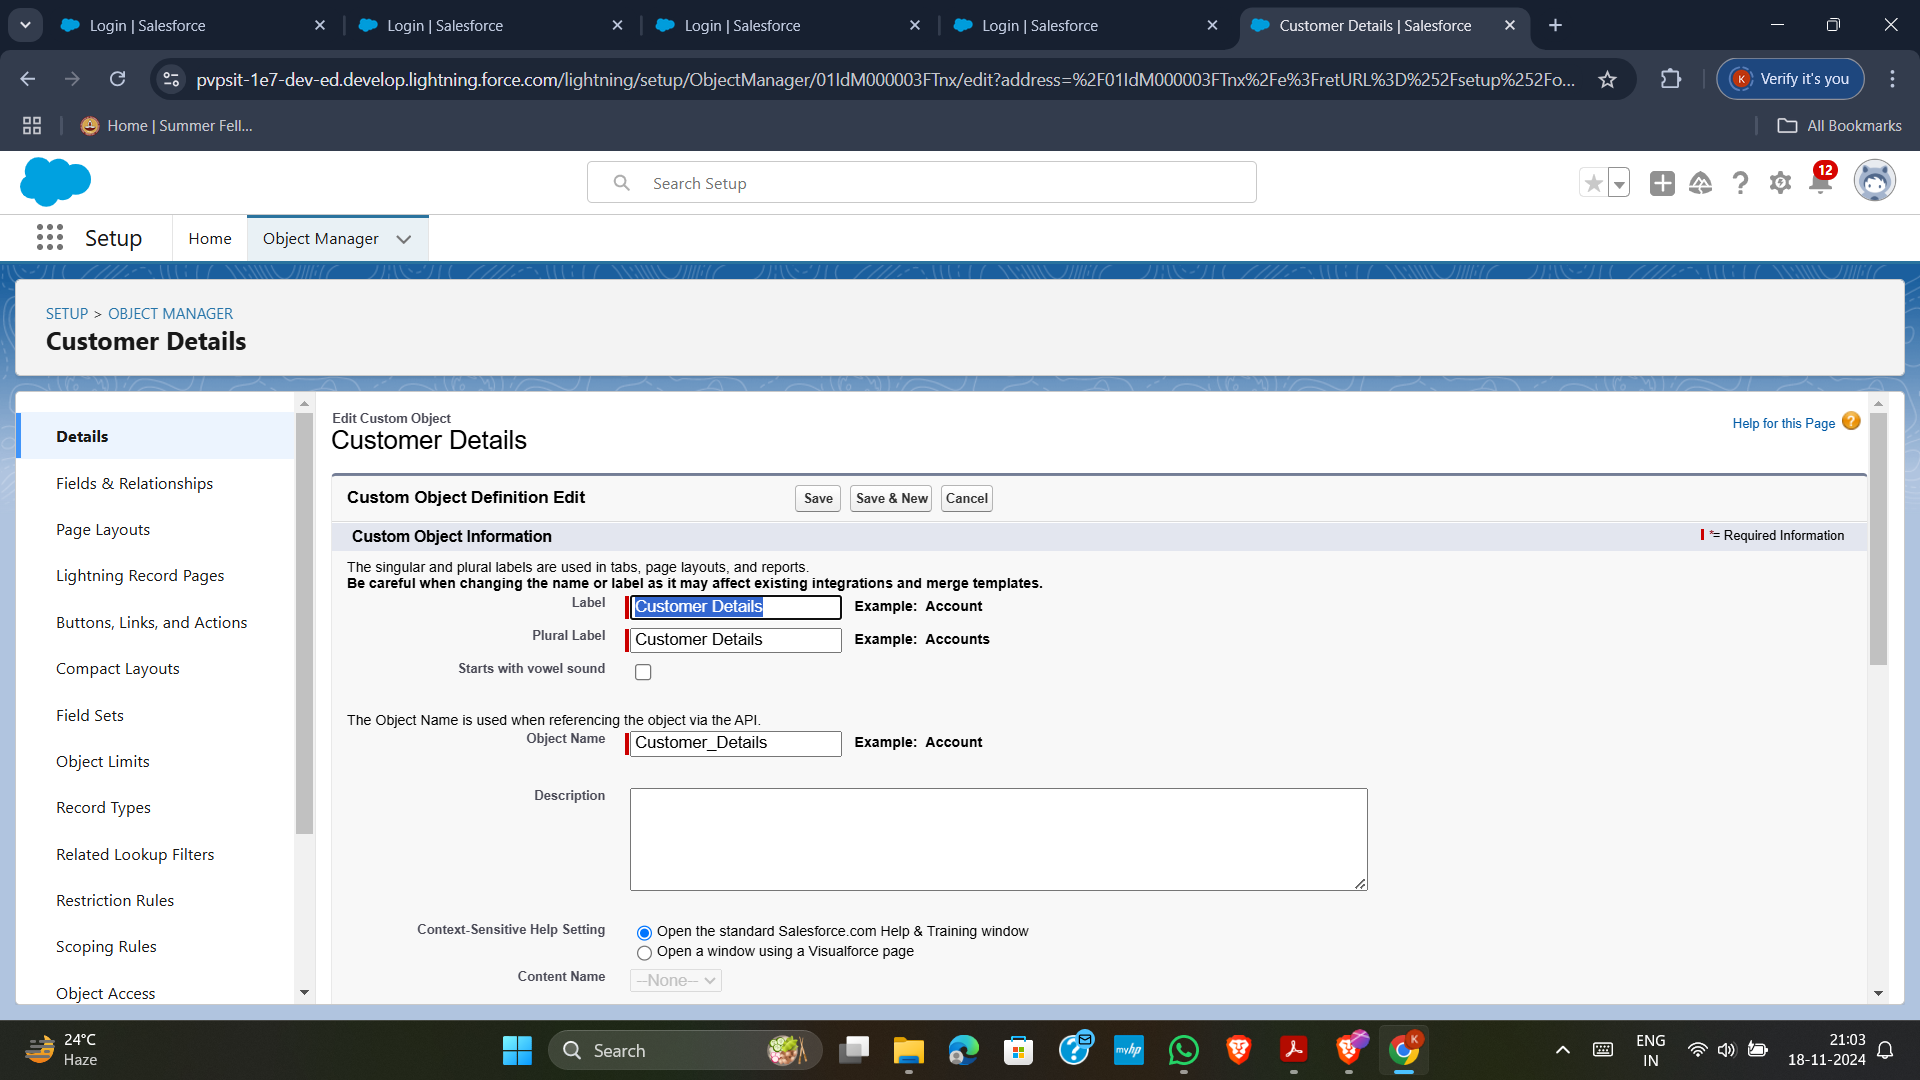 Login | Salesforce
Login | Salesforce
Login | Salesforce
Login | Salesforce
Customer Details | Salesforce
pvpsit-1e7-dev-ed.develop.lightning.force.com/lightning/setup/ObjectManager/01IdM000003FTnx/edit?address=%2F01IdM000003FTnx%2Fe%3FretURL%3D%252Fsetup%252Fo...
K
Verify it's you
Home | Summer Fell...
All Bookmarks
Search Setup
12
Setup
Home
Object Manager
SETUP > OBJECT MANAGER
Customer Details
Details
Fields & Relationships
Page Layouts
Lightning Record Pages
Buttons, Links, and Actions
Compact Layouts
Field Sets
Object Limits
Record Types
Related Lookup Filters
Restriction Rules
Scoping Rules
Object Access
Edit Custom Object
Customer Details
Help for this Page
Custom Object Definition Edit
Save
Save & New
Cancel
Custom Object Information
*= Required Information
The singular and plural labels are used in tabs, page layouts, and reports.
Be careful when changing the name or label as it may affect existing integrations and merge templates.
Label
Customer Details
Example: Account
Plural Label
Customer Details
Example: Accounts
Starts with vowel sound
The Object Name is used when referencing the object via the API.
Object Name
Customer_Details
Example: Account
Description
Context-Sensitive Help Setting
Open the standard Salesforce.com Help & Training window
Open a window using a Visualforce page
Content Name
--None--
24°C
Haze
Search
myhp
K
ENG
IN
21:03
18-11-2024